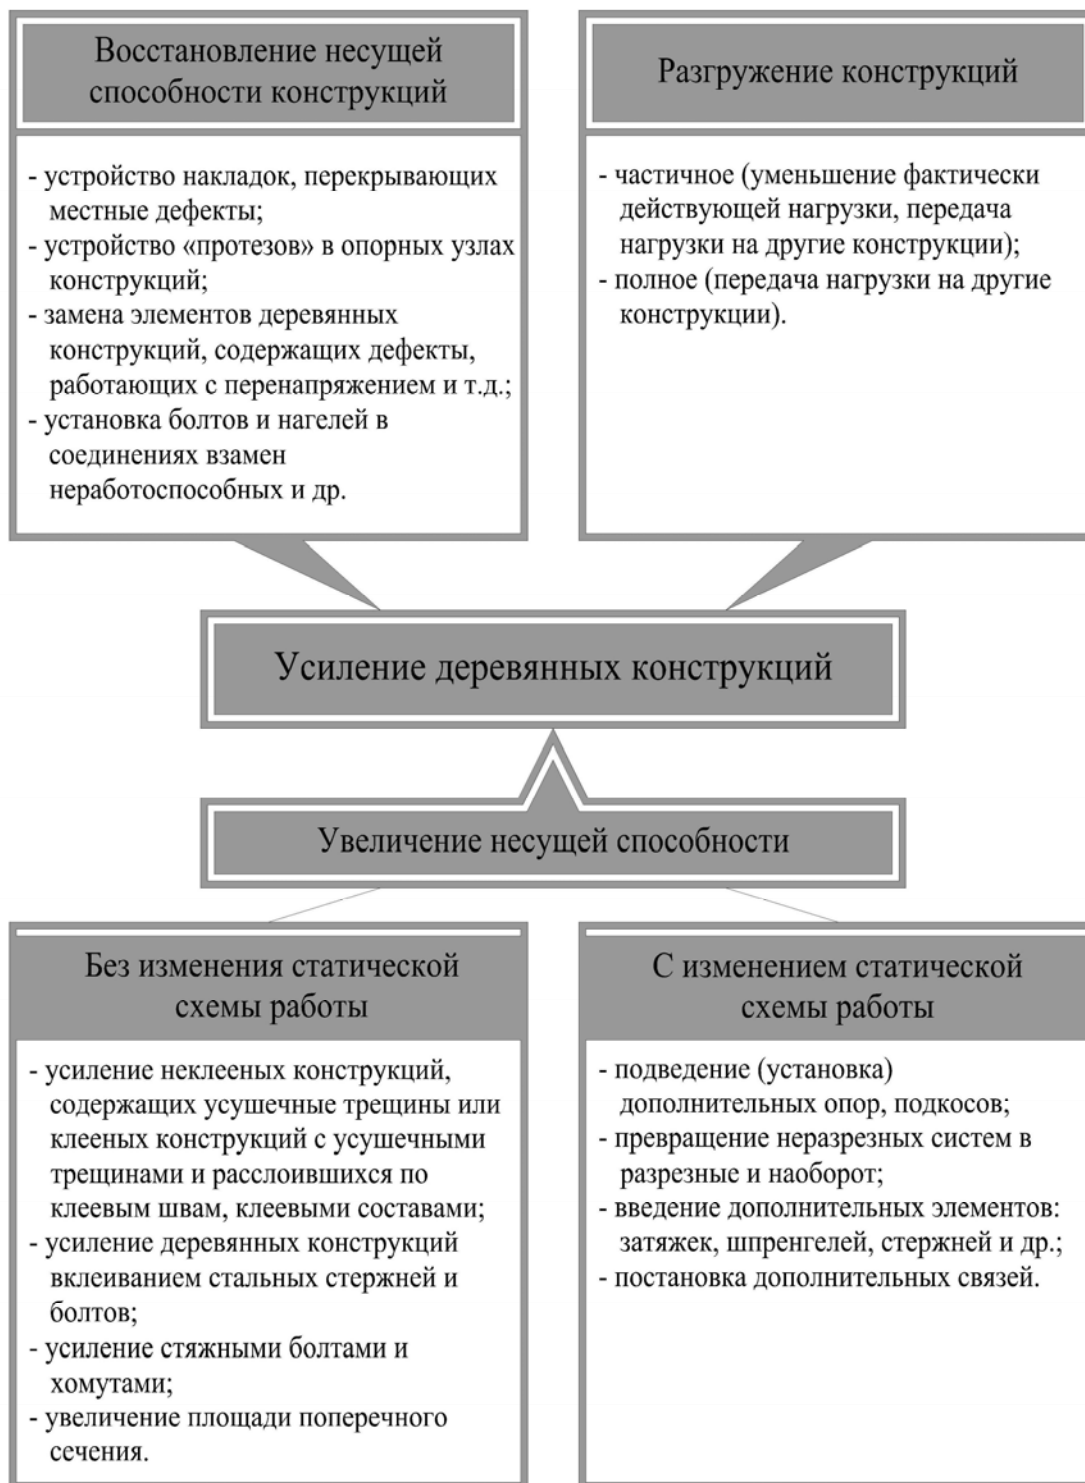 Восстановление несущей
способности конструкций
- устройство накладок, перекрывающих
местные дефекты;
- устройство «протезов» в опорных узлах
конструкций;
- замена элементов деревянных
конструкций, содержащих дефекты,
работающих с перенапряжением и т.д.;
- установка болтов и нагелей в
соединениях взамен
неработоспособных и др.
Разгружение конструкций
- частичное (уменьшение фактически
действующей нагрузки, передача
нагрузки на другие конструкции);
- полное (передача нагрузки на другие
конструкции).
Усиление деревянных конструкций
Увеличение несущей способности
Без изменения статической
схемы работы
- усиление неклееных конструкций,
содержащих усушечные трещины или
клееных конструкций с усушечными
трещинами и расслоившихся по
клеевым швам, клеевыми составами;
- усиление деревянных конструкций
вклеиванием стальных стержней и
болтов;
- усиление стяжными болтами и
хомутами;
- увеличение площади поперечного
сечения.
С изменением статической
схемы работы
- подведение (установка)
дополнительных опор, подкосов;
- превращение неразрезных систем в
разрезные и наоборот;
- введение дополнительных элементов:
затяжек, шпренгелей, стержней и др.;
- постановка дополнительных связей.